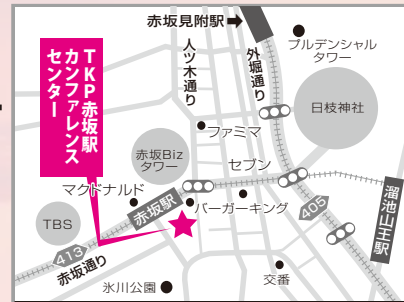 赤坂見附駅
プルデンシャル
タワー
人ツ木通り
外堀通り
TKP赤坂駅
カンファレンス
センター
日枝神社
ファミマ
赤坂Biz
タワー
セブン
マクドナルド
赤坂駅
バーガーキング
溜池山王駅
TBS
405
413
赤坂通り
交番
氷川公園